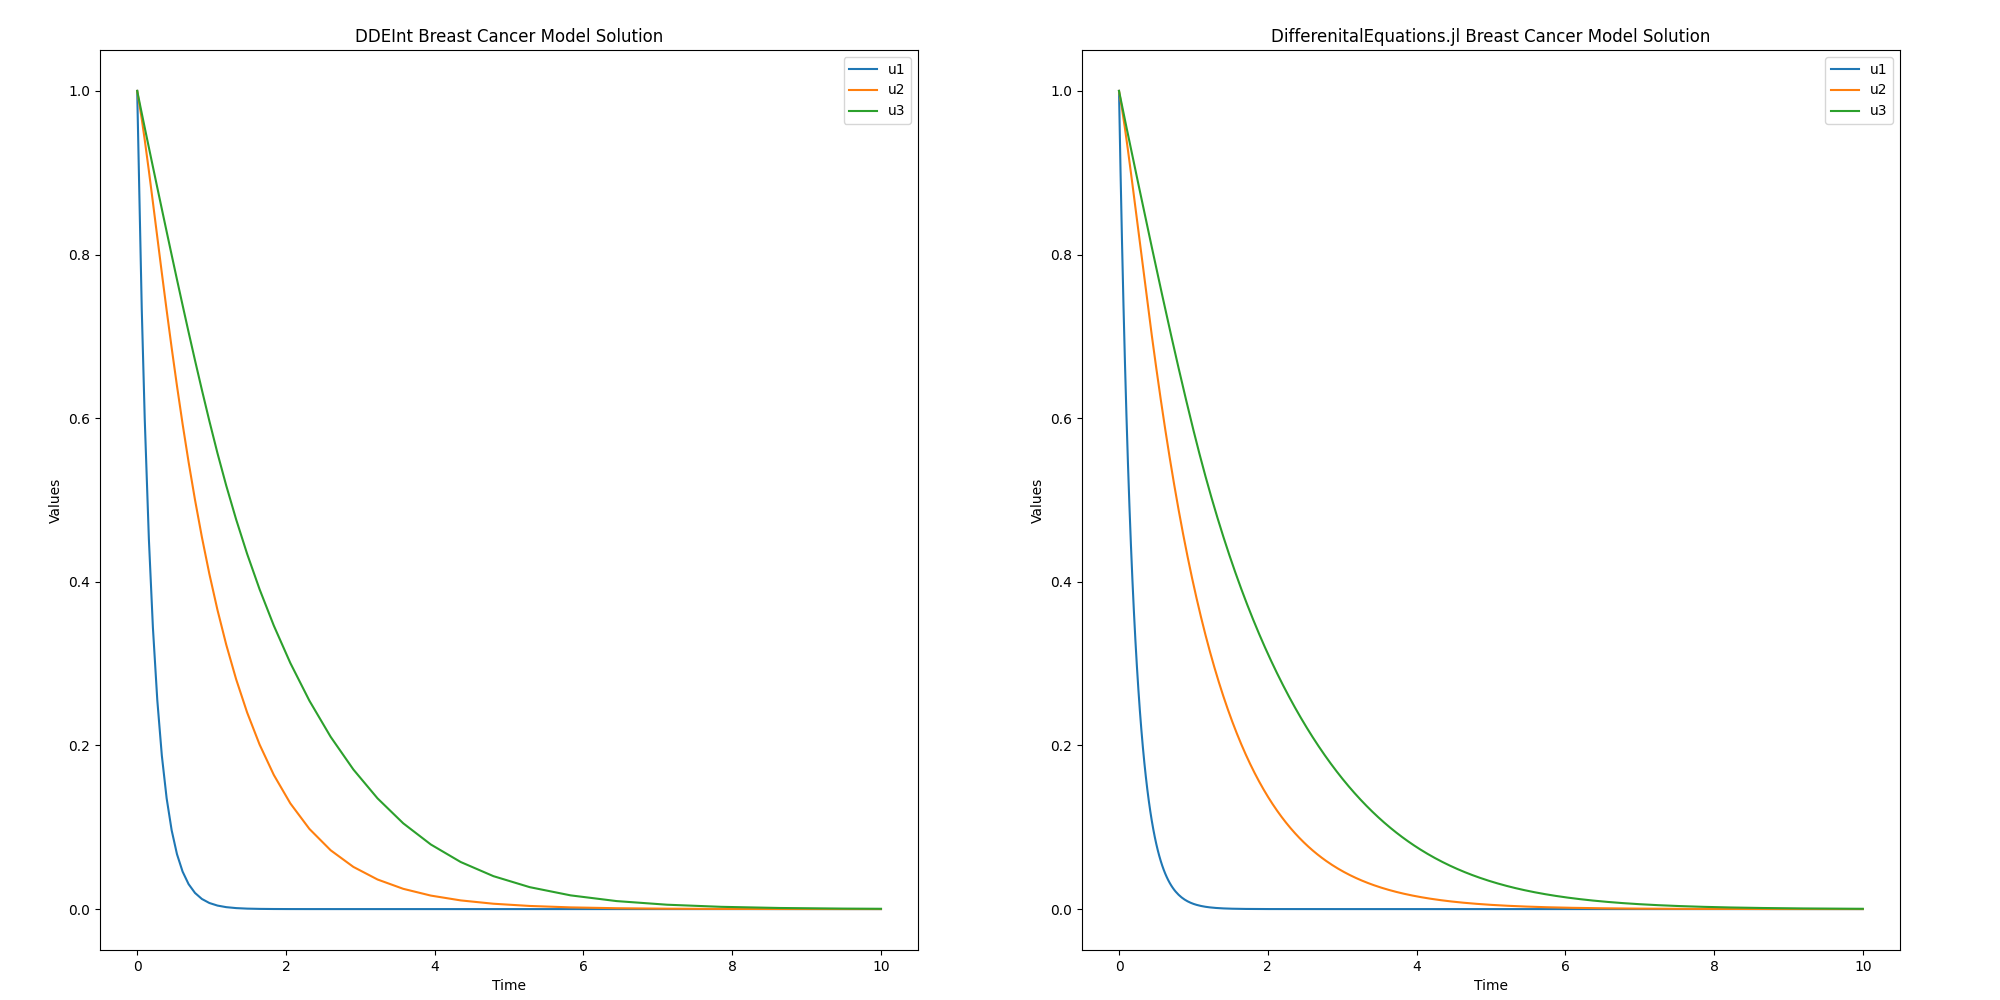 DDEInt Breast Cancer Model Solution
u1
u2
u3
1.0
0.8
0.6
0.4
0.2
0.0
Values
0 2 4 6 8 10
Time
DifferenitalEquations.jl Breast Cancer Model Solution
u1
u2
u3
1.0
0.8
0.6
0.4
0.2
0.0
Values
0 2 4 6 8 10
Time